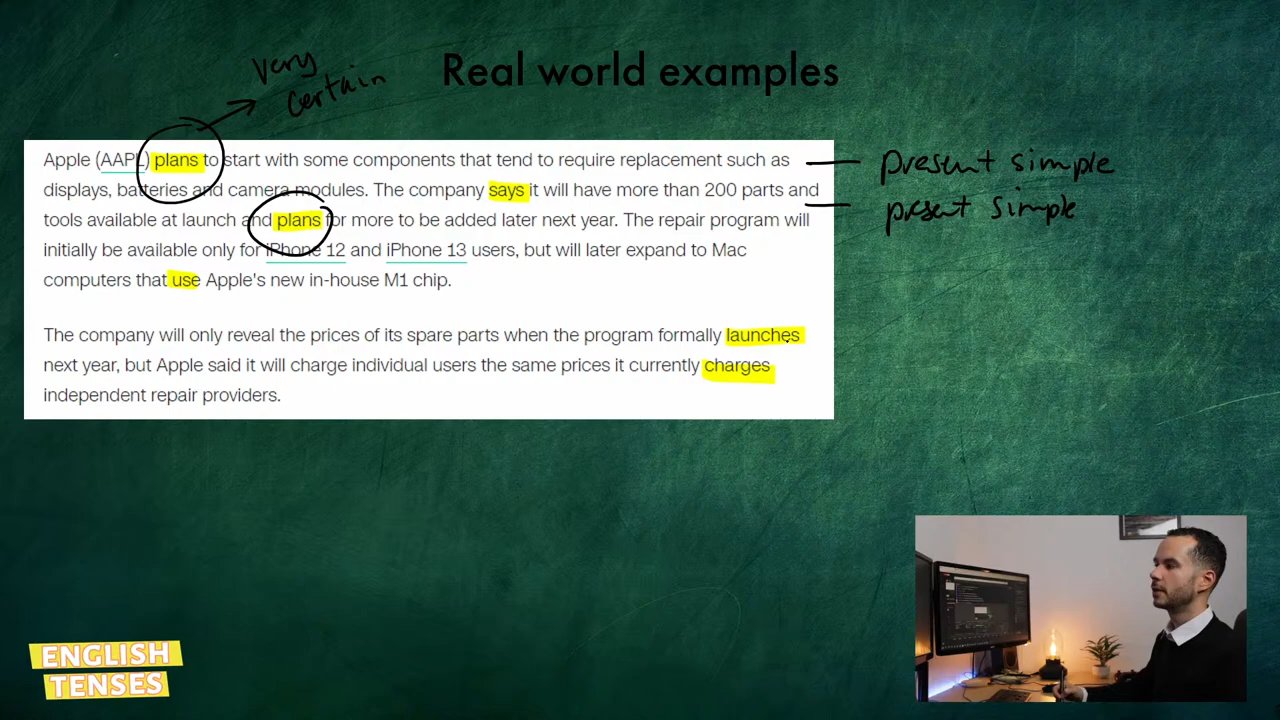 very
certain
Real world examples
Apple (AAPL) plans to start with some components that tend to require replacement such as
displays, batteries and camera modules. The company says it will have more than 200 parts and
tools available at launch and plans for more to be added later next year. The repair program will
initially be available only for iPhone 12 and iPhone 13 users, but will later expand to Mac
computers that use Apple's new in-house M1 chip.
The company will only reveal the prices of its spare parts when the program formally launches
next year, but Apple said it will charge individual users the same prices it currently charges
independent repair providers.
present simple
present simple
ENGLISH
TENSES